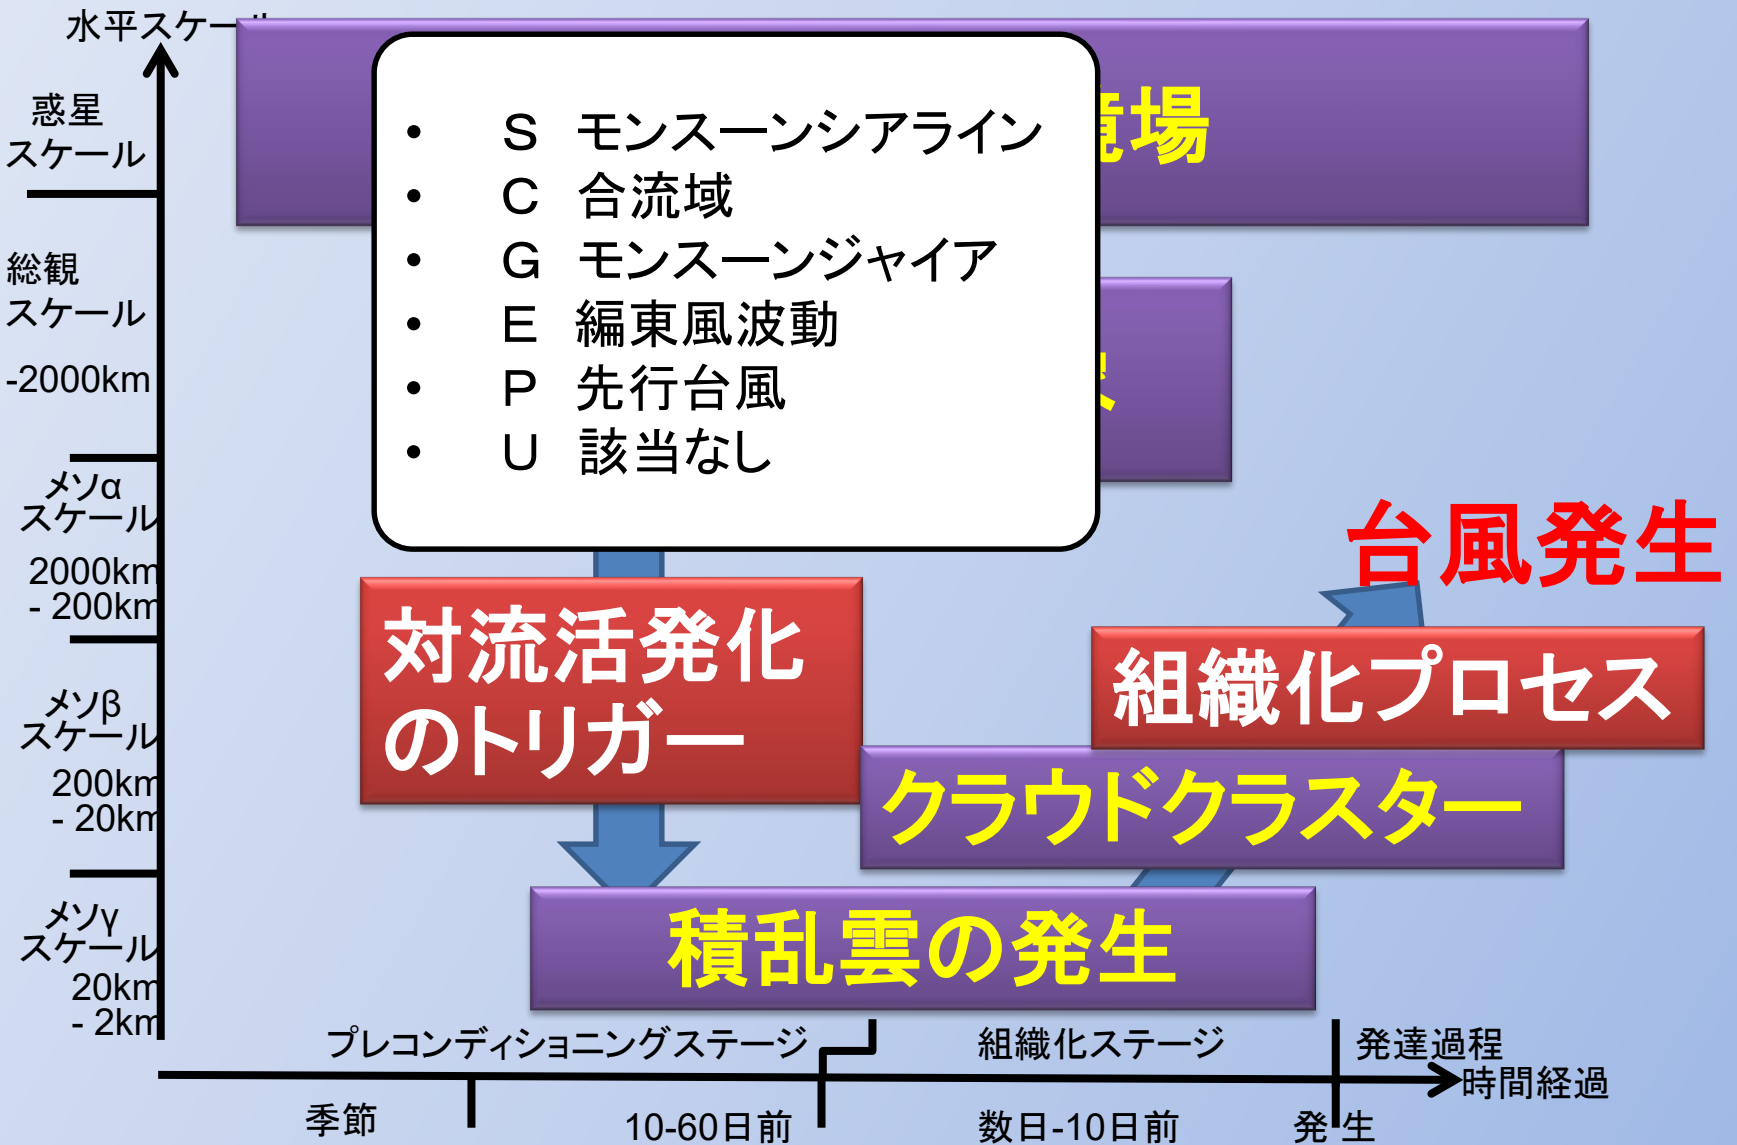 水平スケール
惑星
スケール
総観
スケール
-2000km
メソα
スケール
2000km
- 200km
メソβ
スケール
200km
- 20km
メソγ
スケール
20km
- 2km
境場
• S モンスーンシアライン
• C 合流域
• G モンスーンジャイア
• E 編東風波動
• P 先行台風
• U 該当なし
台風発生
対流活発化
のトリガー
組織化プロセス
クラウドクラスター
積乱雲の発生
プレコンディショニングステージ
組織化ステージ
発達過程
時間経過
季節
10-60日前
数日-10日前
発生